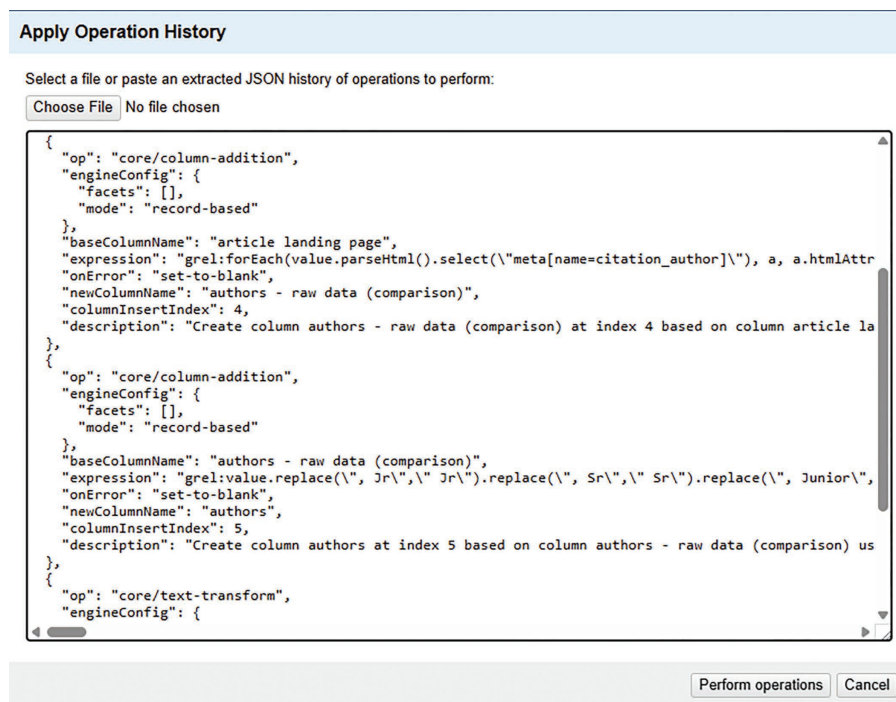 Apply Operation History
Select a file or paste an extracted JSON history of operations to perform:
Choose File No file chosen
{
"op": "core/column-addition",
"engineConfig": {
"facets": [],
"mode": "record-based"
},
"baseColumnName": "article landing page",
"expression": "grel:forEach(value.parseHtml().select(\"meta[name=citation_author]\"), a, a.htmlAttr
"onError": "set-to-blank",
"newColumnName": "authors - raw data (comparison)",
"columnInsertIndex": 4,
"description": "Create column authors - raw data (comparison) at index 4 based on column article la
},
{
"op": "core/column-addition",
"engineConfig": {
"facets": [],
"mode": "record-based"
},
"baseColumnName": "authors - raw data (comparison)",
"expression": "grel:value.replace(\", Jr\",\" Jr\").replace(\", Sr\",\" Sr\").replace(\", Junior\",
"onError": "set-to-blank",
"newColumnName": "authors",
"columnInsertIndex": 5,
"description": "Create column authors at index 5 based on column authors - raw data (comparison) us
},
{
"op": "core/text-transform",
"engineConfig": {
Perform operations Cancel